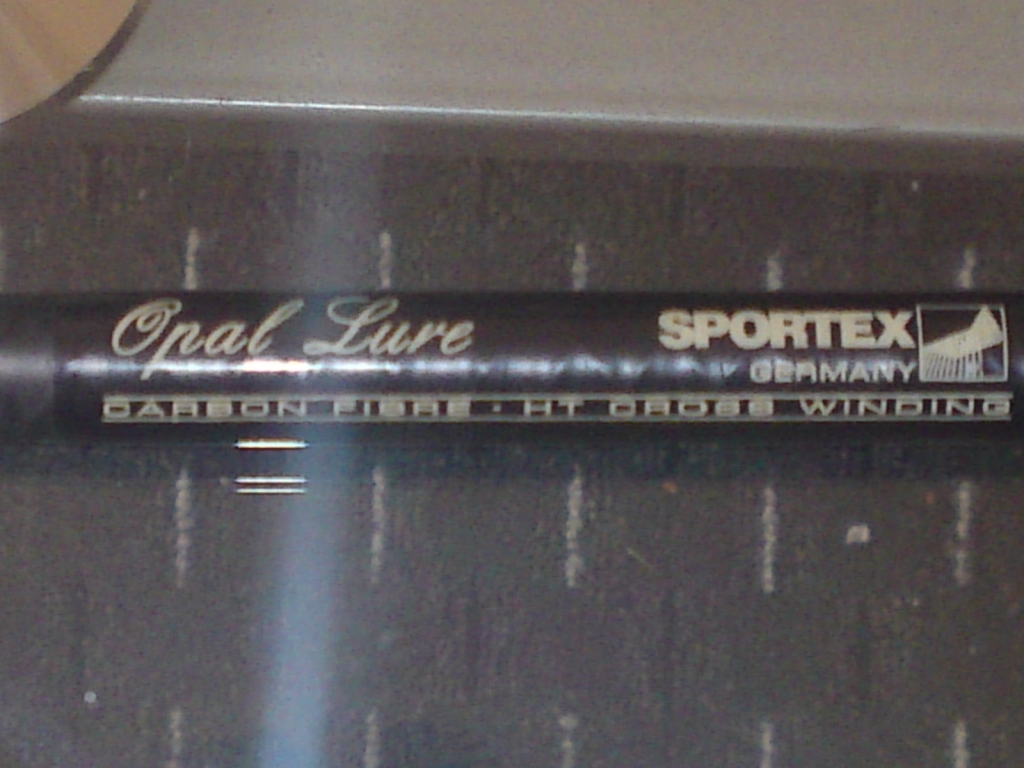 Opal Lure
SPORTEX
GERMANY
CARBON FIBRE · HT CROSS WINDING